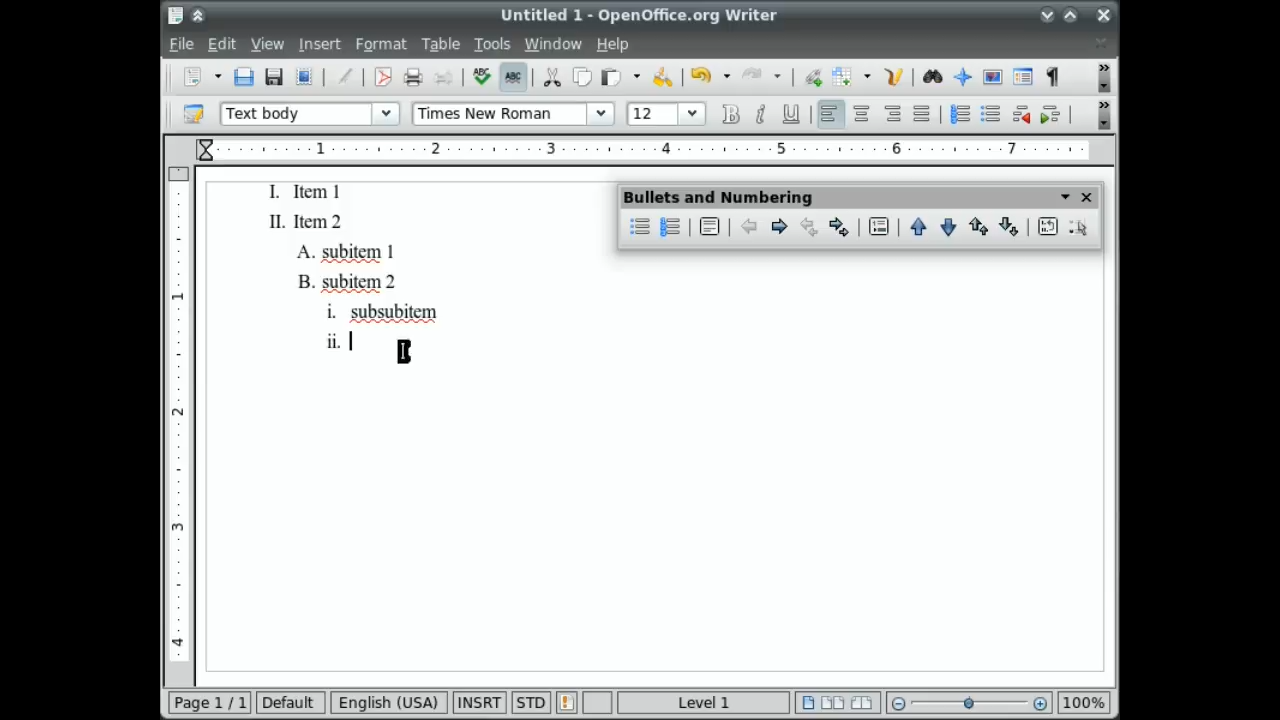 Untitled 1 - OpenOffice.org Writer
File Edit View Insert Format Table Tools Window Help
ABC ABC
Text body Times New Roman 12 B i U
1 2 3 4 5 6 7
I. Item 1
II. Item 2
A. subitem 1
B. subitem 2
i. subsubitem
ii.
Bullets and Numbering
1
2
3
4
Page 1 / 1 Default English (USA) INSRT STD Level 1 100%